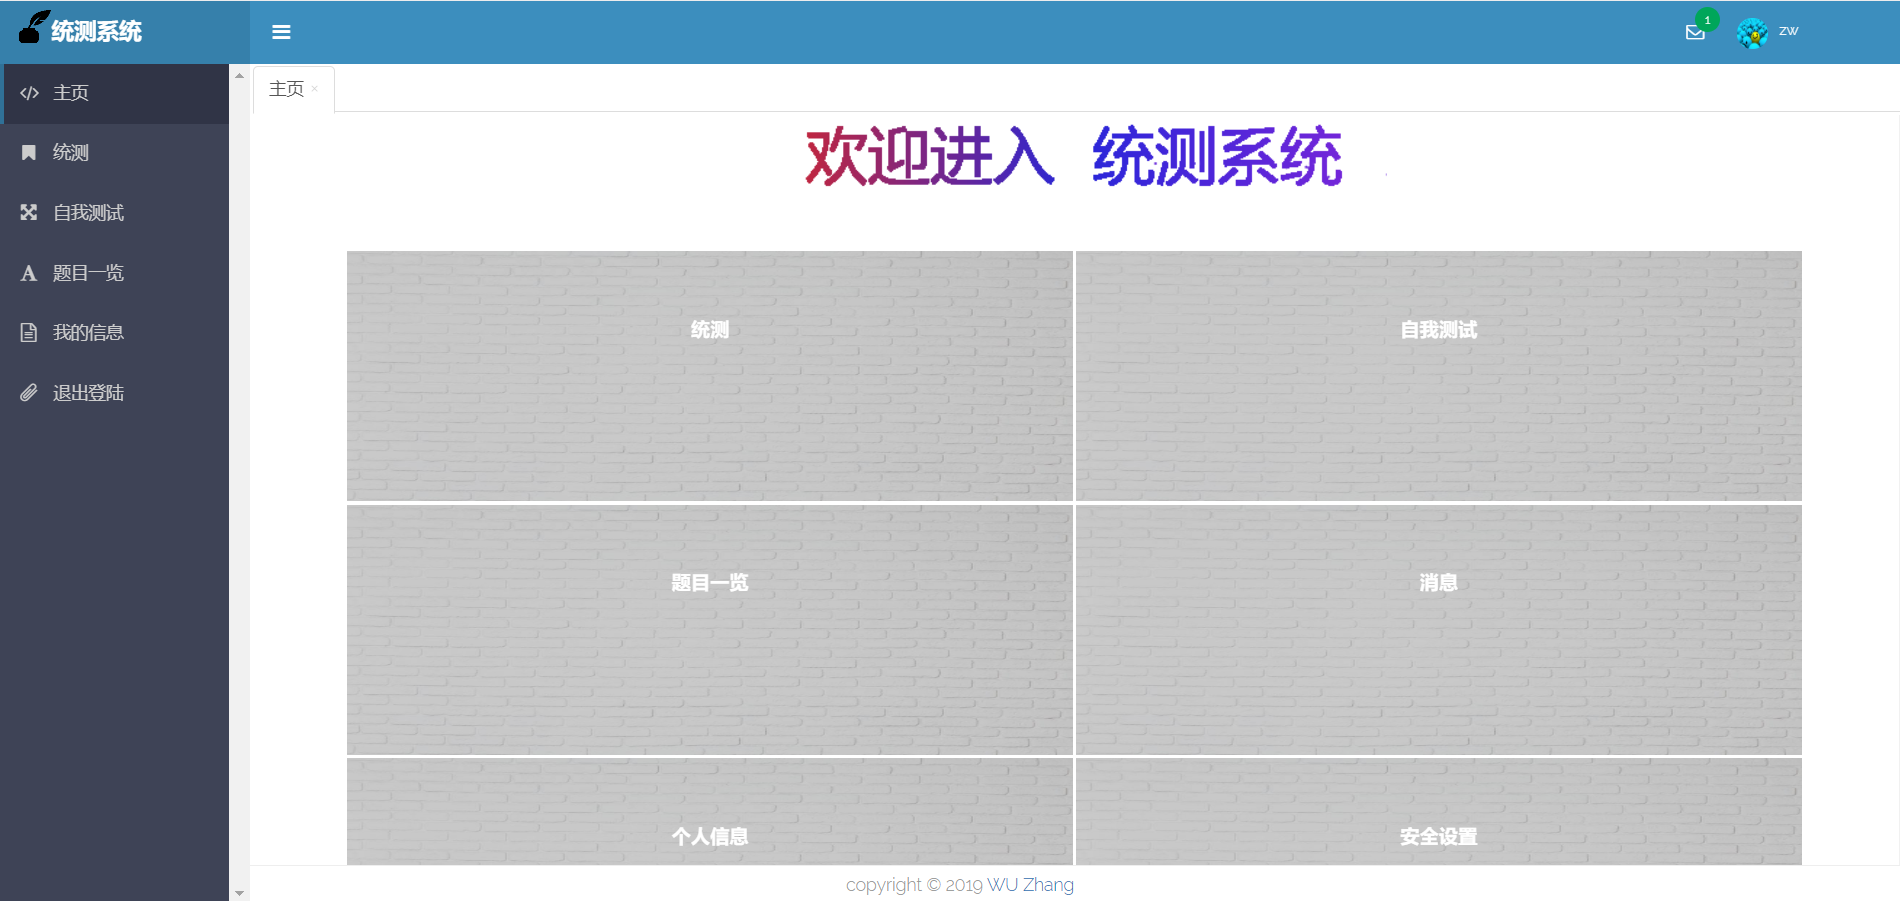 统测系统
1
ZW
主页
统测
自我测试
题目一览
我的信息
退出登陆
主页 ×
欢迎进入 统测系统
统测
自我测试
题目一览
消息
个人信息
安全设置
copyright © 2019 WU Zhang